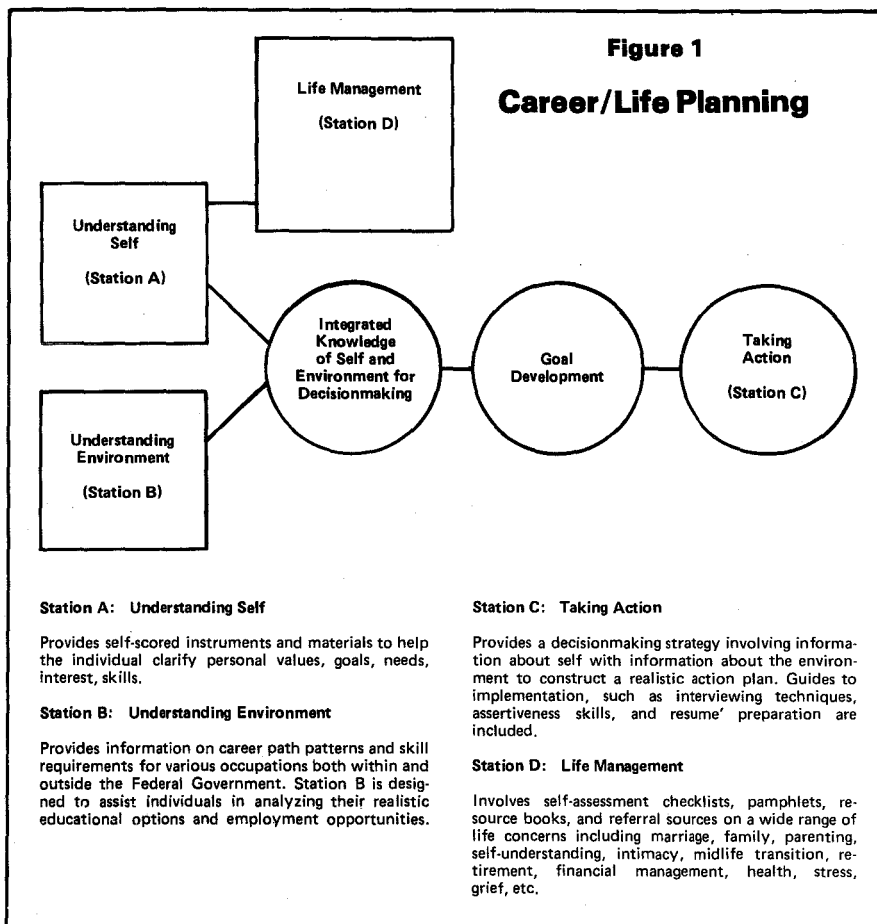 Figure 1
Career/Life Planning
Life Management
(Station D)
Understanding
Self
(Station A)
Integrated
Knowledge
of Self and
Environment for
Decisionmaking
Goal
Development
Taking
Action
(Station C)
Understanding
Environment
(Station B)
Station A: Understanding Self
Provides self-scored instruments and materials to help
the individual clarify personal values, goals, needs,
interest, skills.
Station B: Understanding Environment
Provides information on career path patterns and skill
requirements for various occupations both within and
outside the Federal Government. Station B is desig-
ned to assist individuals in analyzing their realistic
educational options and employment opportunities.
Station C: Taking Action
Provides a decisionmaking strategy involving informa-
tion about self with information about the environ-
ment to construct a realistic action plan. Guides to
implementation, such as interviewing techniques,
assertiveness skills, and resume' preparation are
included.
Station D: Life Management
Involves self-assessment checklists, pamphlets, re-
source books, and referral sources on a wide range of
life concerns including marriage, family, parenting,
self-understanding, intimacy, midlife transition, re-
tirement, financial management, health, stress,
grief, etc.